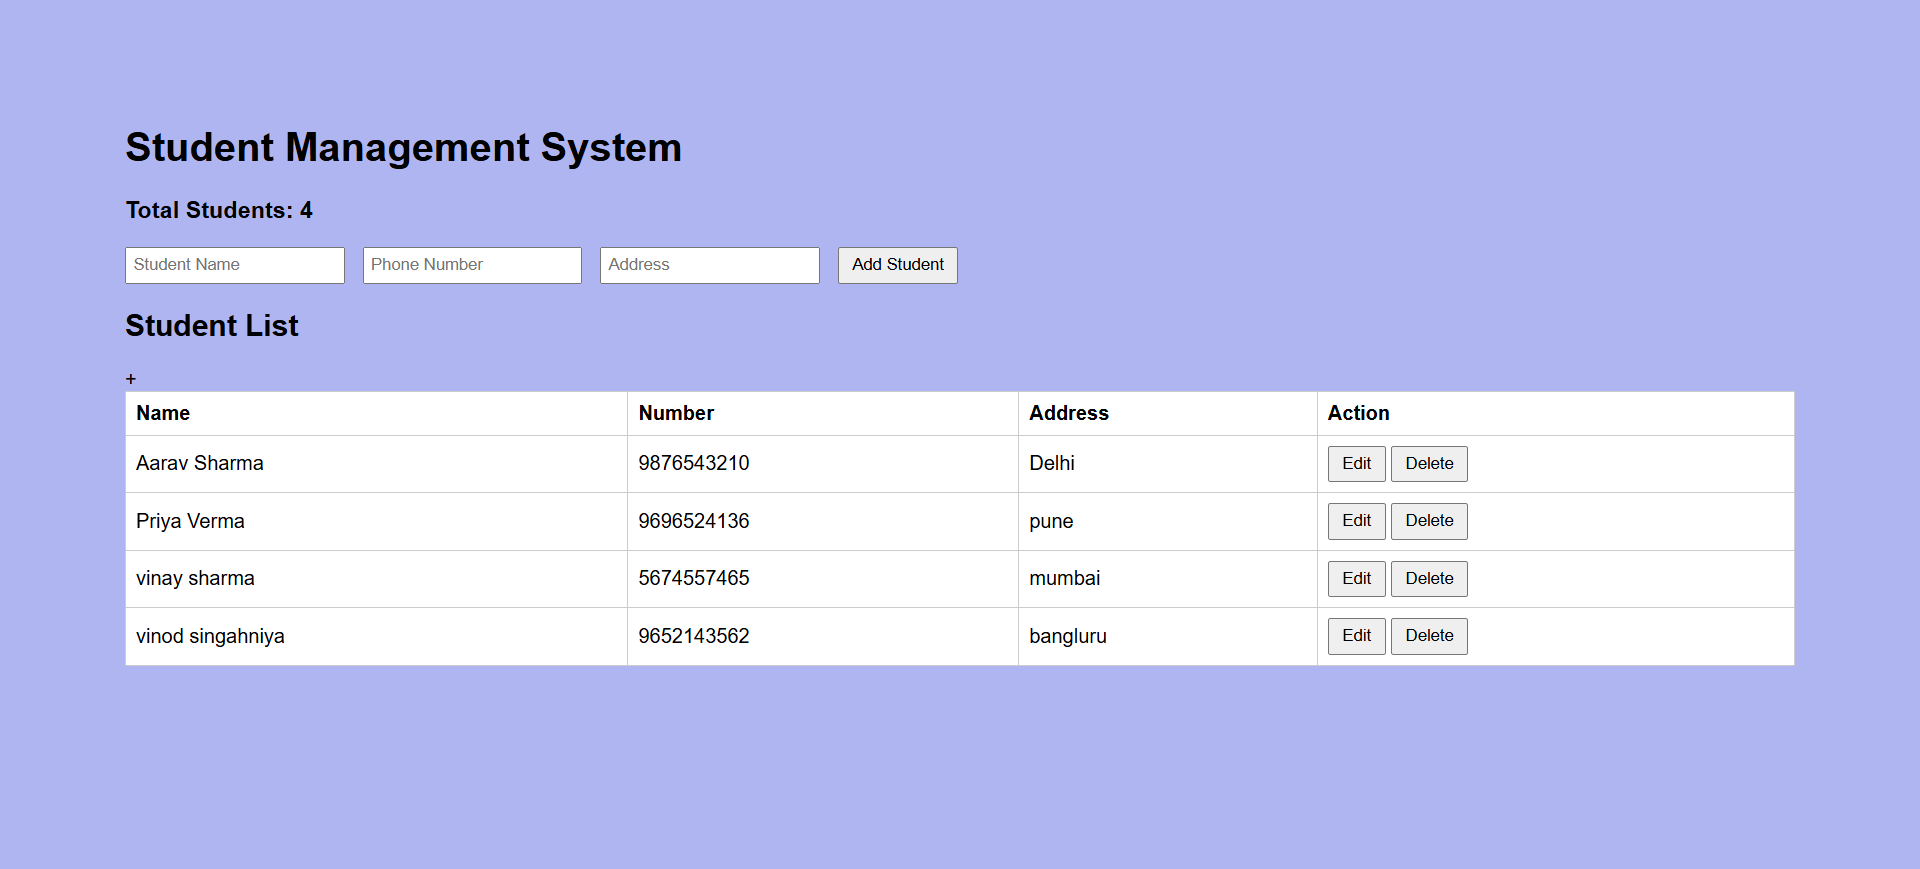 Student Management System
Total Students: 4
Student Name Phone Number Address Add Student
Student List
+
Name Number Address Action
Aarav Sharma 9876543210 Delhi Edit Delete
Priya Verma 9696524136 pune Edit Delete
vinay sharma 5674557465 mumbai Edit Delete
vinod singahniya 9652143562 bangluru Edit Delete